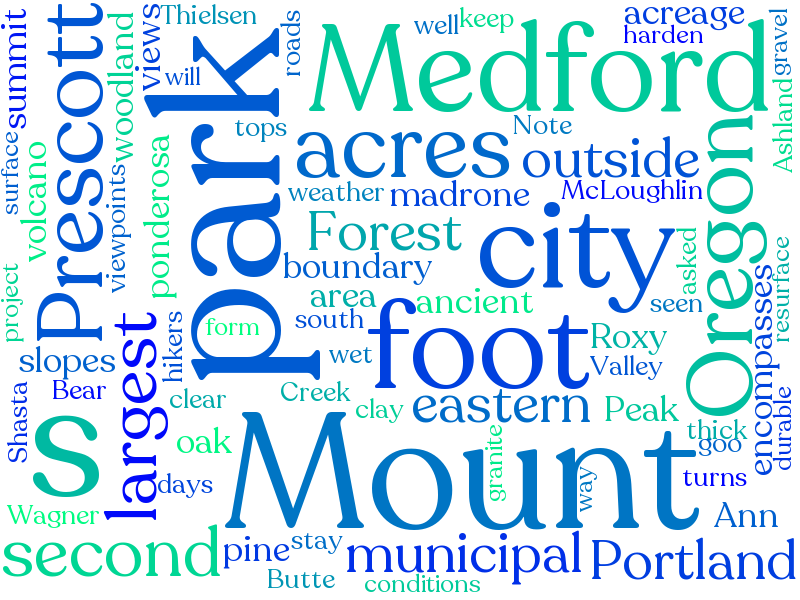 summit
Prescott
woodland
views
Thielsen
will
roads
well
keep
acreage
harden
gravel
Medford
park
tops
Note
Ashland
surface
volcano
viewpoints
ponderosa
acres
outside
weather
madrone
McLoughlin
Oregon
Forest
city
boundary
asked
resurface
project
area
ancient
seen
encompasses
form
south
foot
Roxy
slopes
largest
hikers
wet
Valley
Shasta
Bear
clear
Creek
clay
eastern
Peak
durable
s
oak
Mount
thick
goo
granite
way
turns
days
Wagner
Ann
second
pine
stay
municipal
Portland
Butte
conditions